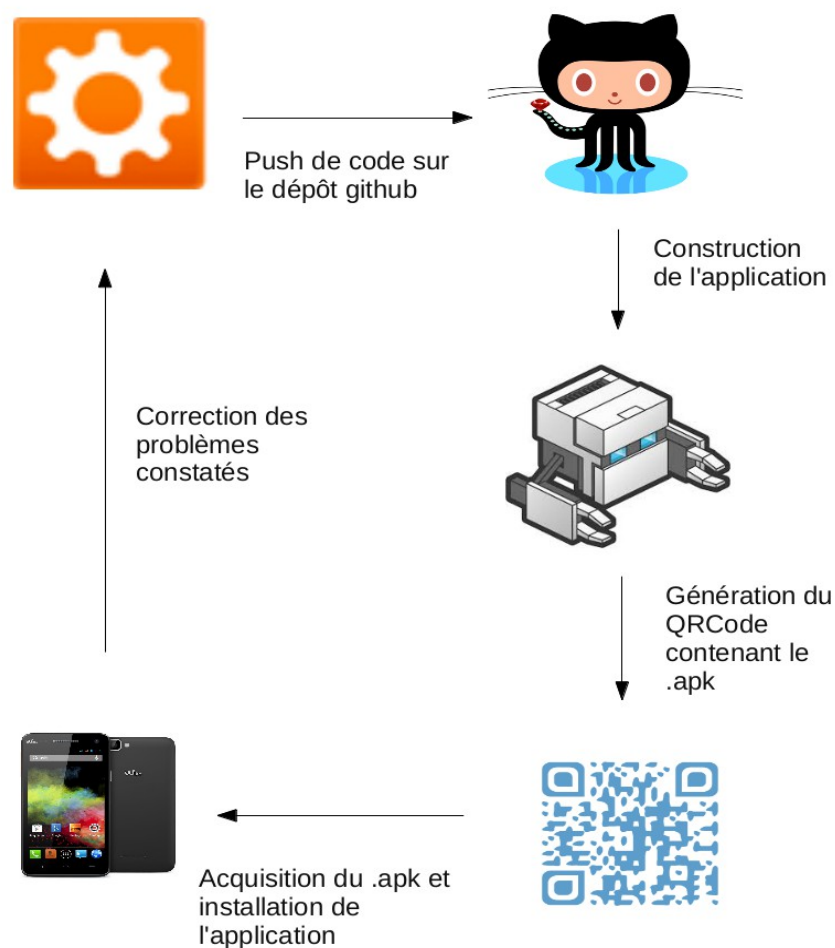 Push de code sur
le dépôt github
Construction
de l'application
Correction des
problèmes
constatés
Génération du
QRCode
contenant le
.apk
Acquisition du .apk et
installation de
l'application